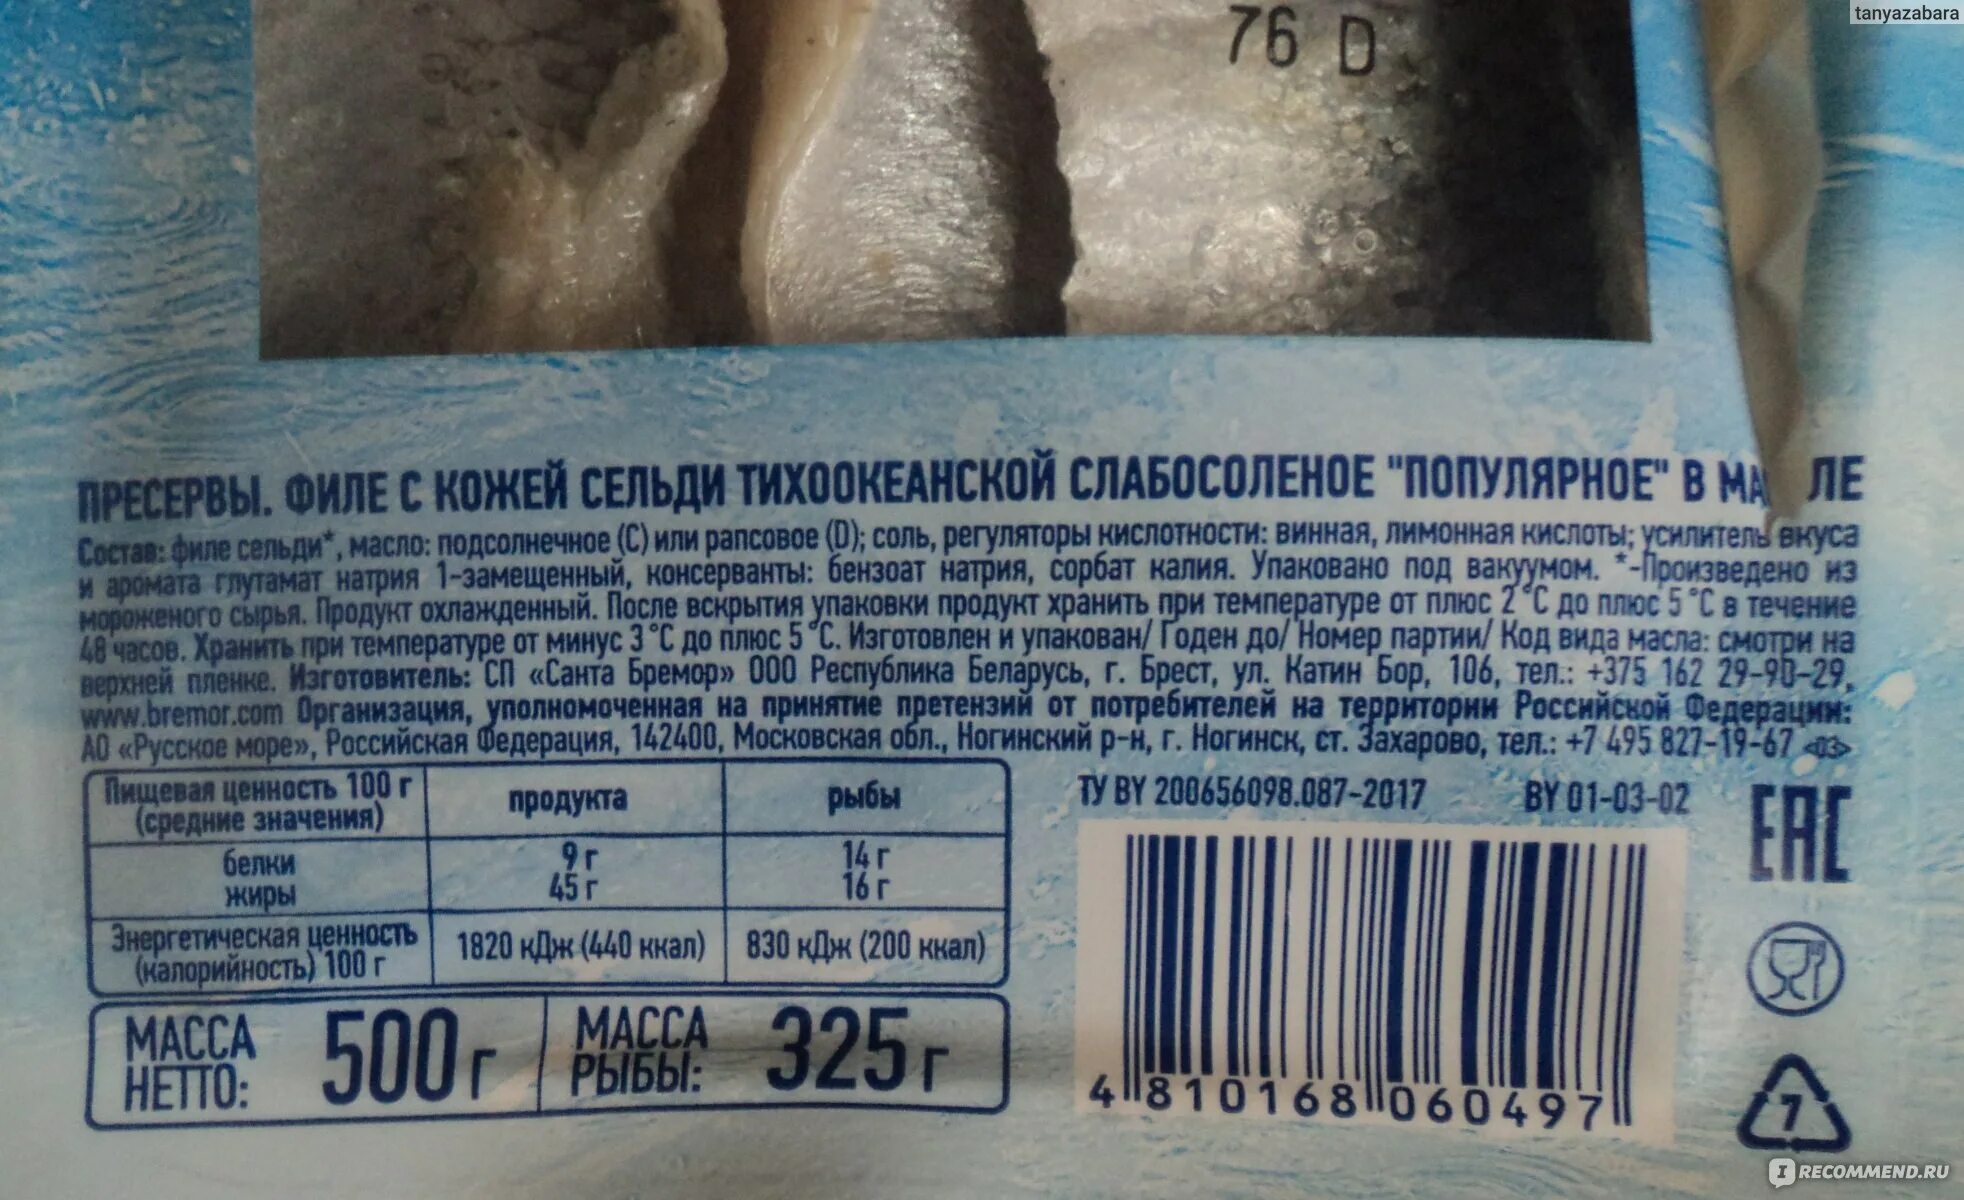 tanyazabara
76 D
ПРЕСЕРВЫ. ФИЛЕ С КОЖЕЙ СЕЛЬДИ ТИХООКЕАНСКОЙ СЛАБОСОЛЕНОЕ "ПОПУЛЯРНОЕ" В МА ЛЕ
Состав: филе сельди*, масло: подсолнечное (C) или рапсовое (D); соль, регуляторы кислотности: винная, лимонная кислоты; усилитель вкуса
и аромата глутамат натрия 1-замещенный, консерванты: бензоат натрия, сорбат калия. Упаковано под вакуумом. *-Произведено из
мороженого сырья. Продукт охлажденный. После вскрытия упаковки продукт хранить при температуре от плюс 2°С до плюс 5°С в течение
48 часов. Хранить при температуре от минус 3°С до плюс 5°С. Изготовлен и упакован/ Годен до/ Номер партии/ Код вида масла: смотри на
верхней пленке. Изготовитель: СП «Санта Бремор» ООО Республика Беларусь, г. Брест, ул. Катин Бор, 106, тел.: +375 162 29-90-29,
www.bremor.com Организация, уполномоченная на принятие претензий от потребителей на территории Российской Федерации:
АО «Русское море», Российская Федерация, 142400, Московская обл., Ногинский р-н, г. Ногинск, ст. Захарово, тел.: +7 495 827-19-67 <03>
Пищевая ценность 100 г (средние значения) продукта рыбы
белки 9 г 14 г
жиры 45 г 16 г
Энергетическая ценность (калорийность) 100 г 1820 кДж (440 ккал) 830 кДж (200 ккал)
МАССА НЕТТО: 500 г МАССА РЫБЫ: 325 г
ТУ BY 200656098.087-2017 BY 01-03-02
EAC
4 810168 060497
7
IRECOMMEND.RU